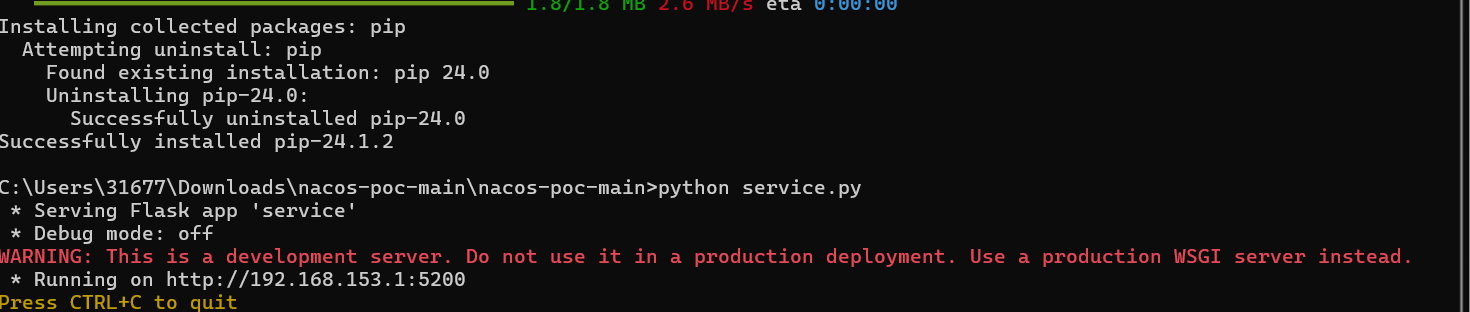 1.8/1.8 MB 2.6 MB/s eta 0:00:00
Installing collected packages: pip
  Attempting uninstall: pip
    Found existing installation: pip 24.0
    Uninstalling pip-24.0:
      Successfully uninstalled pip-24.0
Successfully installed pip-24.1.2

C:\Users\31677\Downloads\nacos-poc-main\nacos-poc-main>python service.py
 * Serving Flask app 'service'
 * Debug mode: off
WARNING: This is a development server. Do not use it in a production deployment. Use a production WSGI server instead.
 * Running on http://192.168.153.1:5200
Press CTRL+C to quit